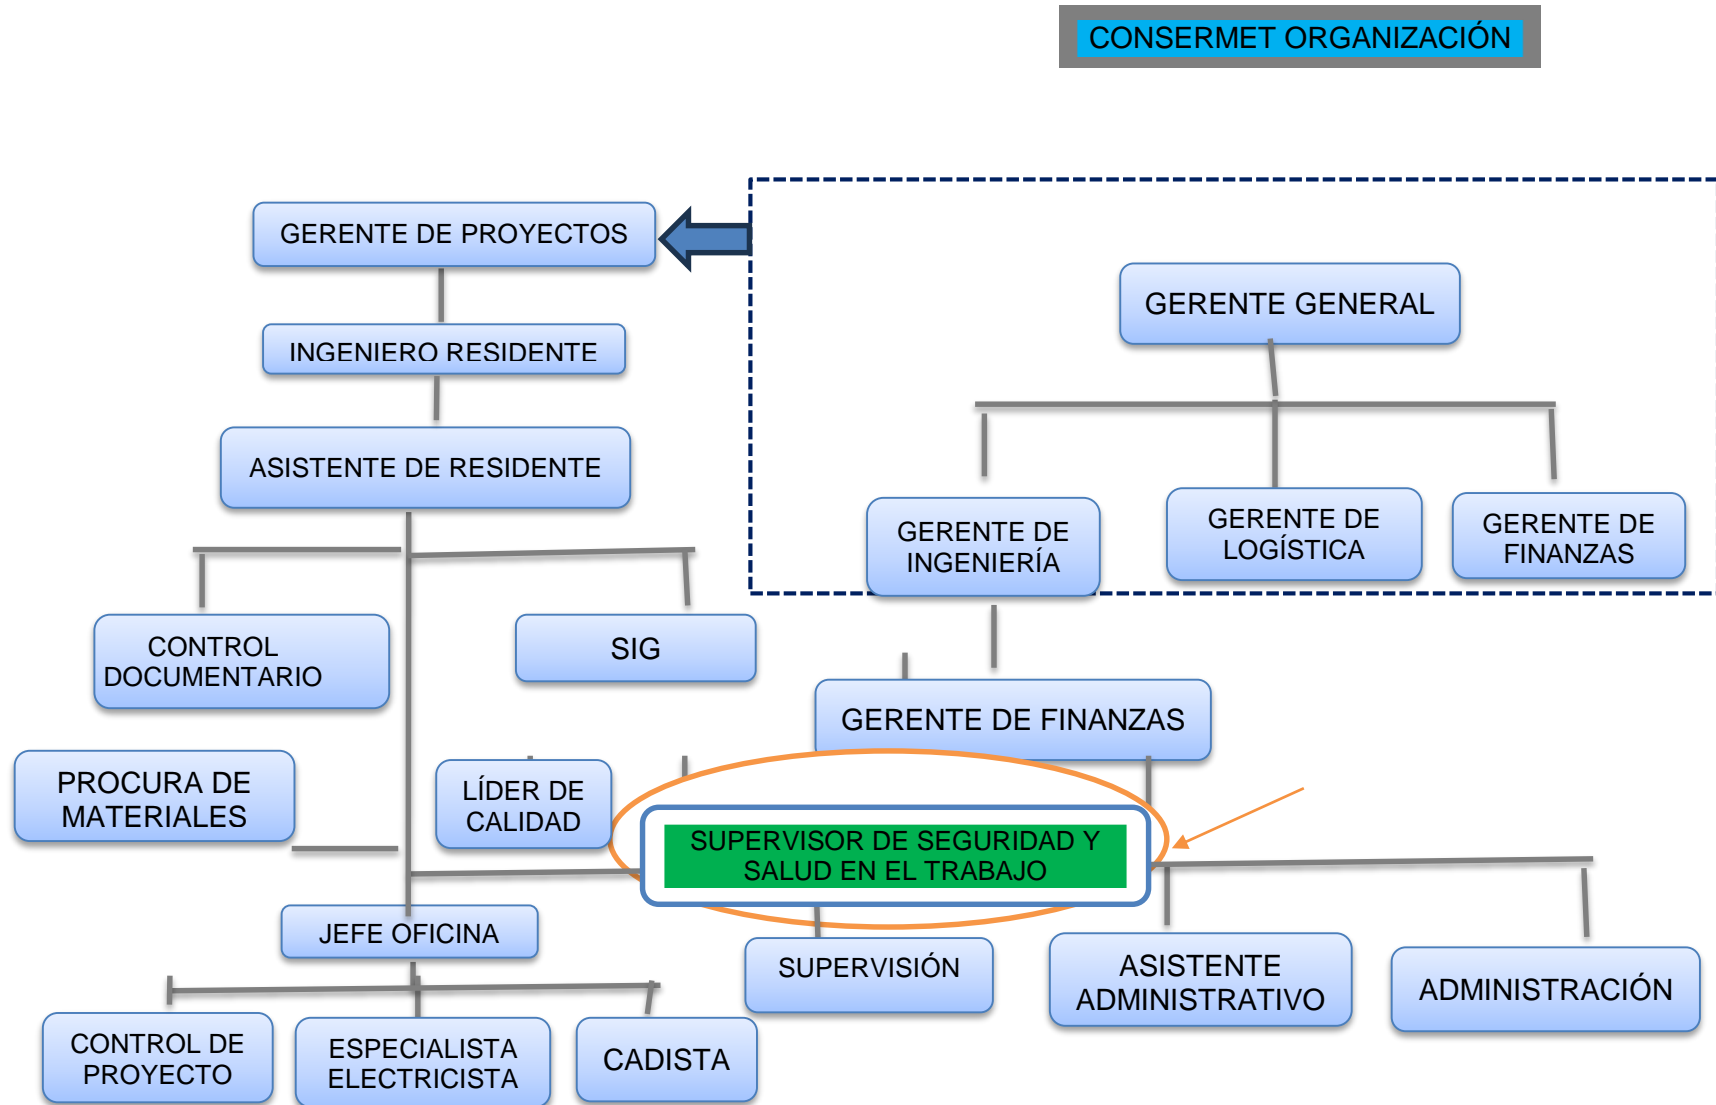 CONSERMET ORGANIZACIÓN
GERENTE DE PROYECTOS
GERENTE GENERAL
INGENIERO RESIDENTE
ASISTENTE DE RESIDENTE
GERENTE DE
INGENIERÍA
GERENTE DE
LOGÍSTICA
GERENTE DE
FINANZAS
CONTROL
DOCUMENTARIO
SIG
GERENTE DE FINANZAS
PROCURA DE
MATERIALES
LÍDER DE
CALIDAD
SUPERVISOR DE SEGURIDAD Y
SALUD EN EL TRABAJO
JEFE OFICINA
SUPERVISIÓN
ASISTENTE
ADMINISTRATIVO
ADMINISTRACIÓN
CONTROL DE
PROYECTO
ESPECIALISTA
ELECTRICISTA
CADISTA